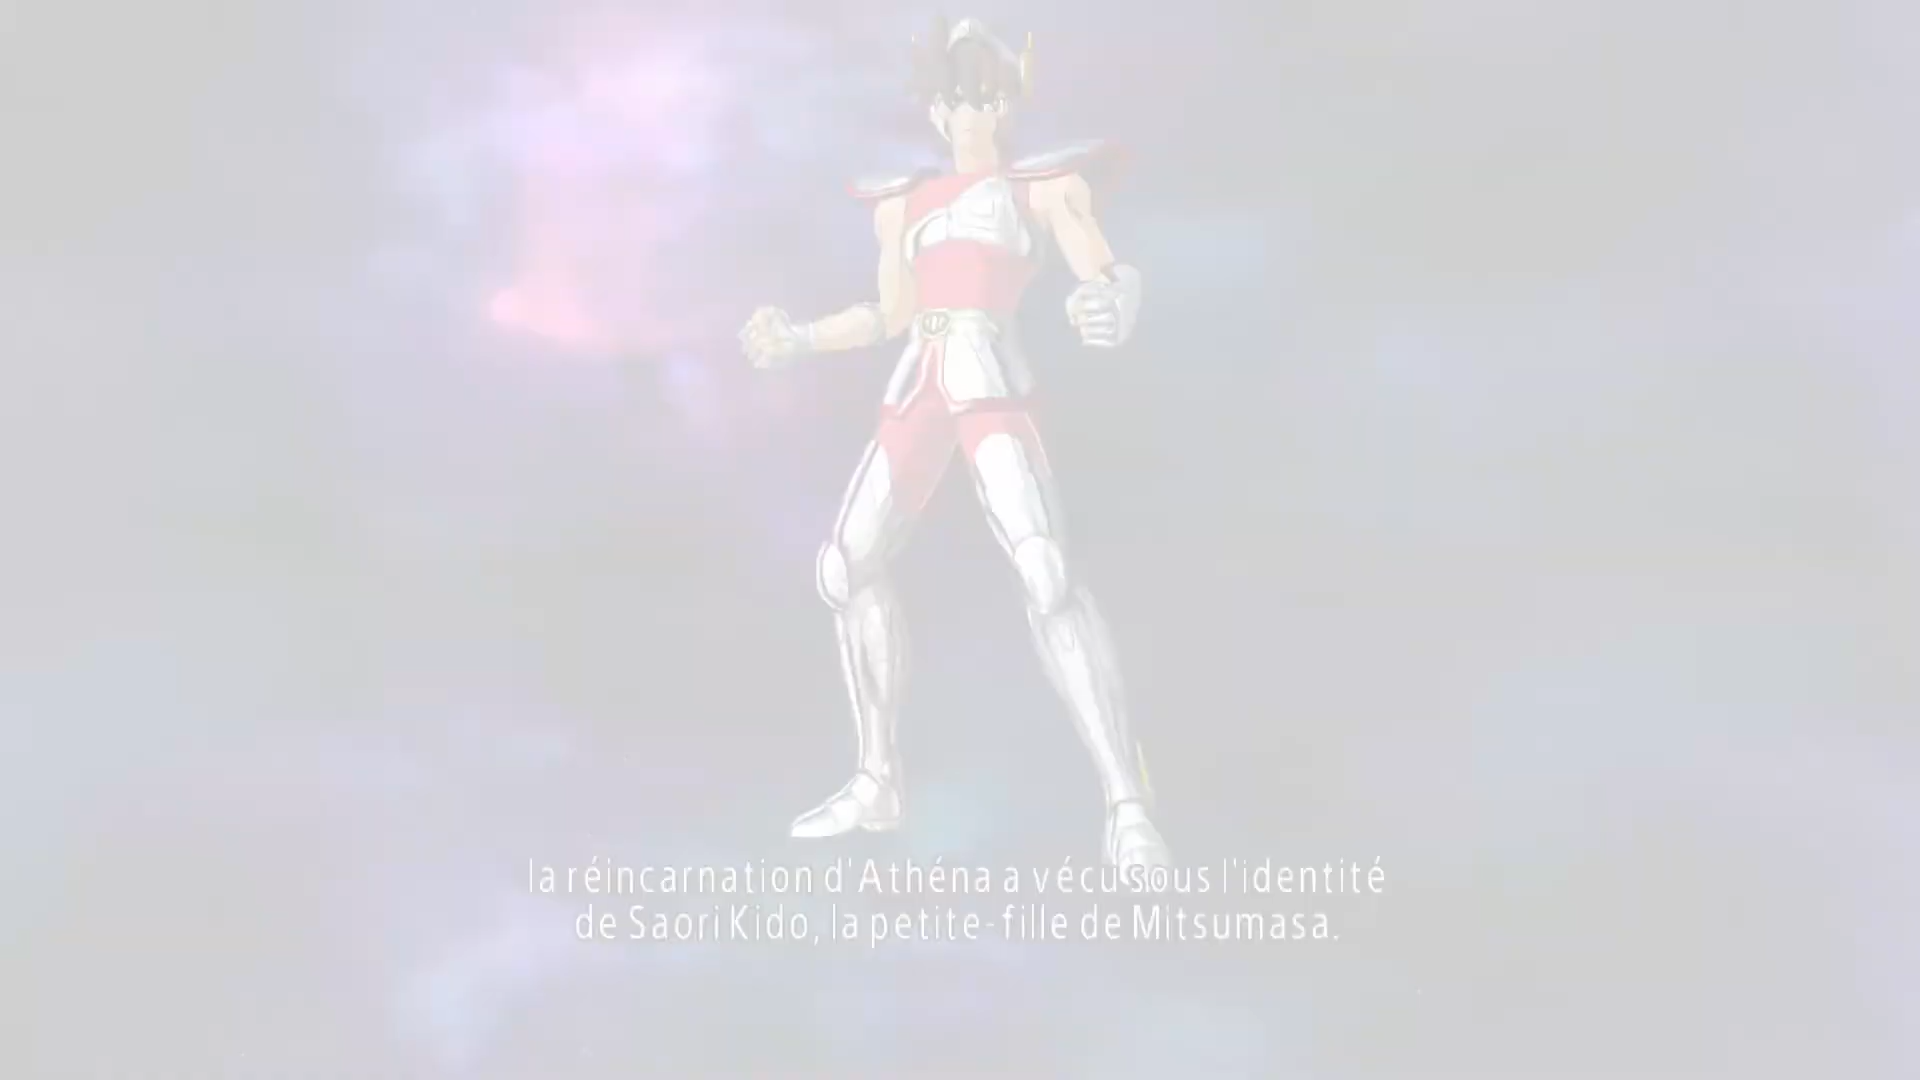 la réincarnation d'Athéna a vécu sous l'identité
de Saori Kido, la petite-fille de Mitsumasa.